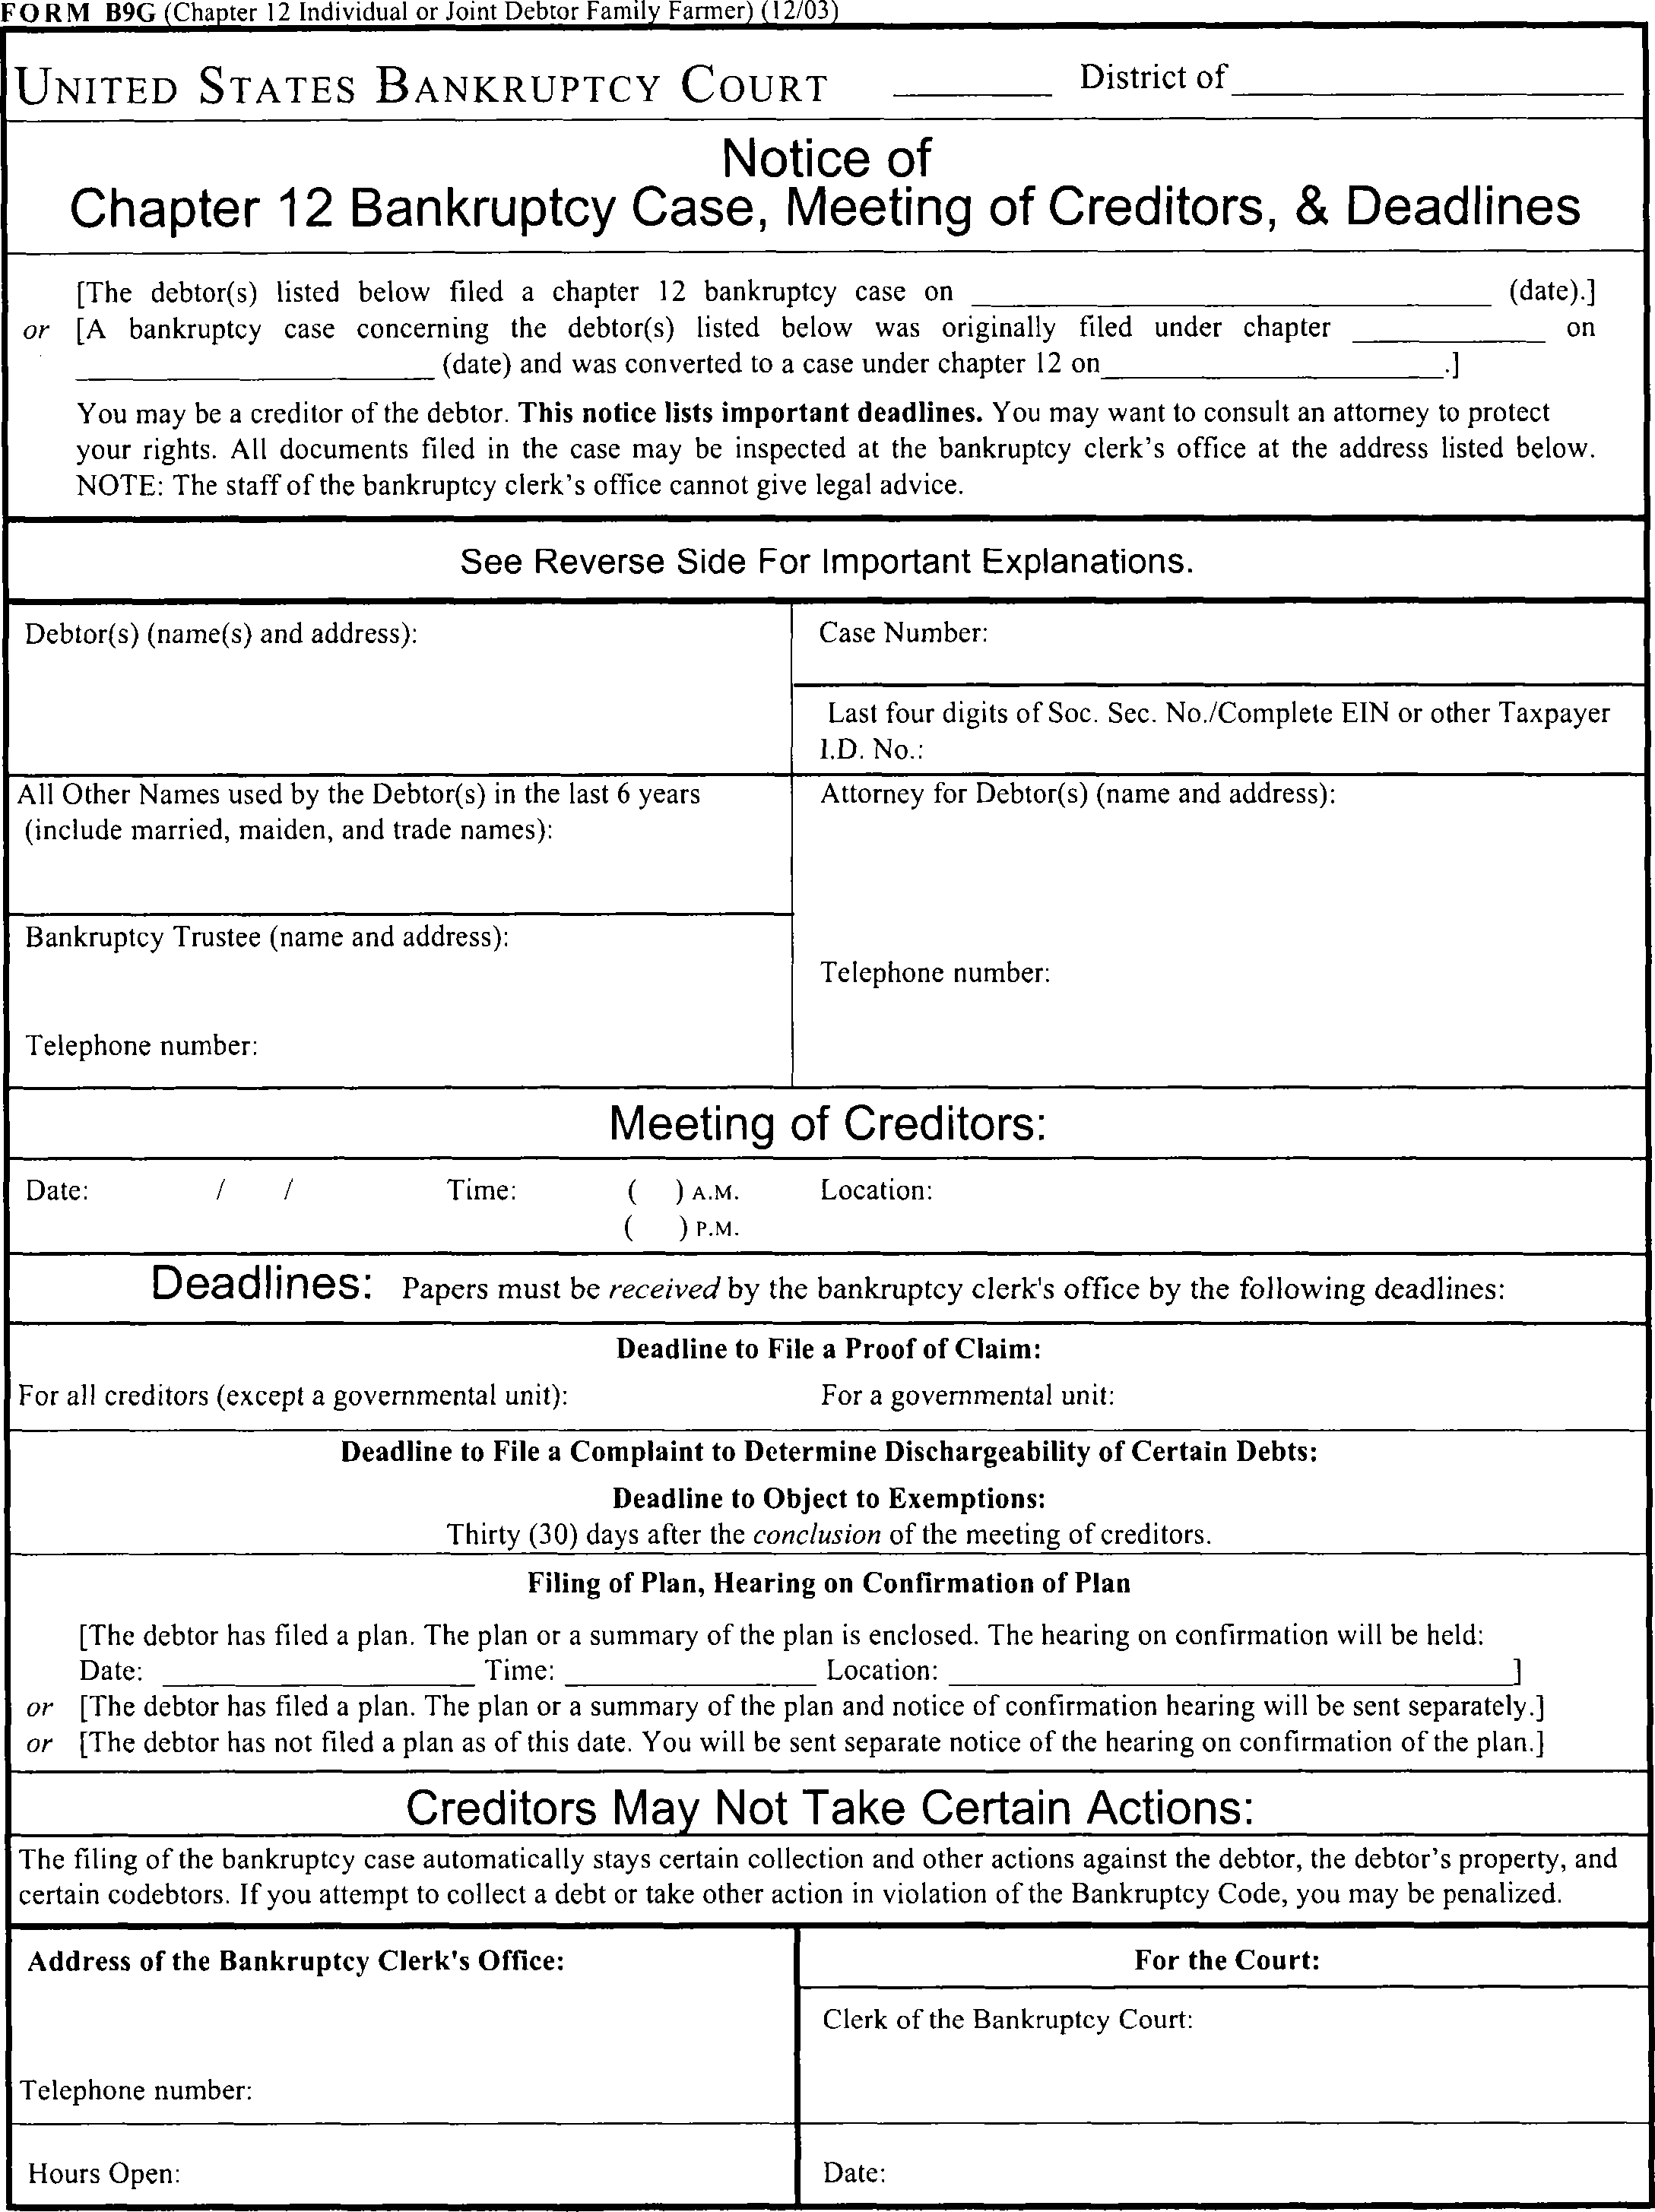 FORM B9G (Chapter 12 Individual or Joint Debtor Family Farmer) (12/03)
UNITED STATES BANKRUPTCY COURT ________ District of ____________________
Notice of
Chapter 12 Bankruptcy Case, Meeting of Creditors, & Deadlines
[The debtor(s) listed below filed a chapter 12 bankruptcy case on ____________________ (date).]
or [A bankruptcy case concerning the debtor(s) listed below was originally filed under chapter __________ on
____________________ (date) and was converted to a case under chapter 12 on____________________.]
You may be a creditor of the debtor. This notice lists important deadlines. You may want to consult an attorney to protect
your rights. All documents filed in the case may be inspected at the bankruptcy clerk's office at the address listed below.
NOTE: The staff of the bankruptcy clerk's office cannot give legal advice.
See Reverse Side For Important Explanations.
Debtor(s) (name(s) and address):
Case Number:
Last four digits of Soc. Sec. No./Complete EIN or other Taxpayer
I.D. No.:
All Other Names used by the Debtor(s) in the last 6 years
(include married, maiden, and trade names):
Attorney for Debtor(s) (name and address):
Telephone number:
Bankruptcy Trustee (name and address):
Telephone number:
Meeting of Creditors:
Date: / / Time: ( ) A.M. Location:
( ) P.M.
Deadlines: Papers must be received by the bankruptcy clerk's office by the following deadlines:
Deadline to File a Proof of Claim:
For all creditors (except a governmental unit): For a governmental unit:
Deadline to File a Complaint to Determine Dischargeability of Certain Debts:
Deadline to Object to Exemptions:
Thirty (30) days after the conclusion of the meeting of creditors.
Filing of Plan, Hearing on Confirmation of Plan
[The debtor has filed a plan. The plan or a summary of the plan is enclosed. The hearing on confirmation will be held:
Date: ____________________ Time: ________________ Location: ____________________]
or [The debtor has filed a plan. The plan or a summary of the plan and notice of confirmation hearing will be sent separately.]
or [The debtor has not filed a plan as of this date. You will be sent separate notice of the hearing on confirmation of the plan.]
Creditors May Not Take Certain Actions:
The filing of the bankruptcy case automatically stays certain collection and other actions against the debtor, the debtor's property, and
certain codebtors. If you attempt to collect a debt or take other action in violation of the Bankruptcy Code, you may be penalized.
Address of the Bankruptcy Clerk's Office:
Telephone number:
For the Court:
Clerk of the Bankruptcy Court:
Hours Open:
Date: